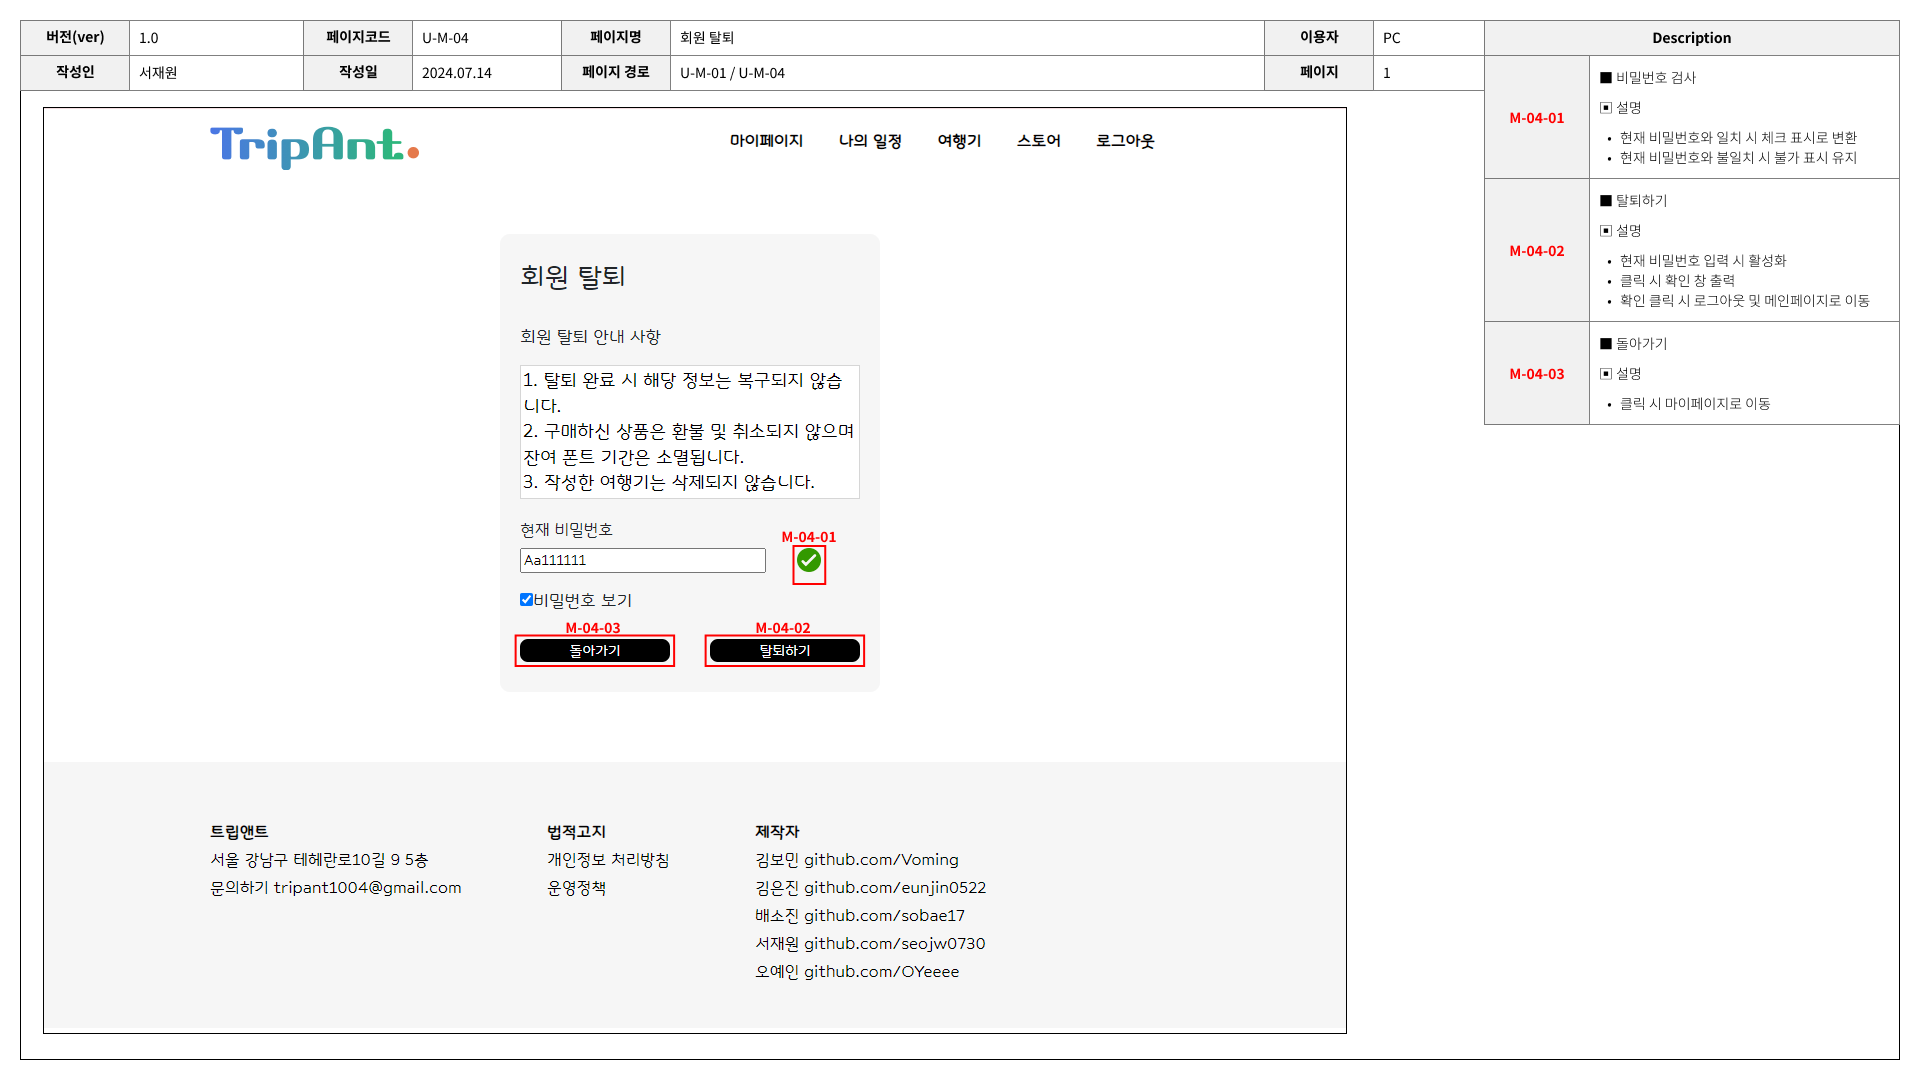 버전(ver) 1.0 페이지코드 U-M-04 페이지명 회원 탈퇴 이용자 PC
작성인 서재원 작성일 2024.07.14 페이지 경로 U-M-01 / U-M-04 페이지 1
TripAnt.
마이페이지 나의 일정 여행기 스토어 로그아웃
회원 탈퇴
회원 탈퇴 안내 사항
1. 탈퇴 완료 시 해당 정보는 복구되지 않습
니다.
2. 구매하신 상품은 환불 및 취소되지 않으며
잔여 폰트 기간은 소멸됩니다.
3. 작성한 여행기는 삭제되지 않습니다.
현재 비밀번호
M-04-01
Aa111111
비밀번호 보기
M-04-03 M-04-02
돌아가기 탈퇴하기
트립앤트
서울 강남구 테헤란로10길 9 5층
문의하기 tripant1004@gmail.com
법적고지
개인정보 처리방침
운영정책
제작자
김보민 github.com/Voming
김은진 github.com/eunjin0522
배소진 github.com/sobae17
서재원 github.com/seojw0730
오예인 github.com/OYeeee
Description
M-04-01
■ 비밀번호 검사
▣ 설명
• 현재 비밀번호와 일치 시 체크 표시로 변환
• 현재 비밀번호와 불일치 시 불가 표시 유지
M-04-02
■ 탈퇴하기
▣ 설명
• 현재 비밀번호 입력 시 활성화
• 클릭 시 확인 창 출력
• 확인 클릭 시 로그아웃 및 메인페이지로 이동
M-04-03
■ 돌아가기
▣ 설명
• 클릭 시 마이페이지로 이동